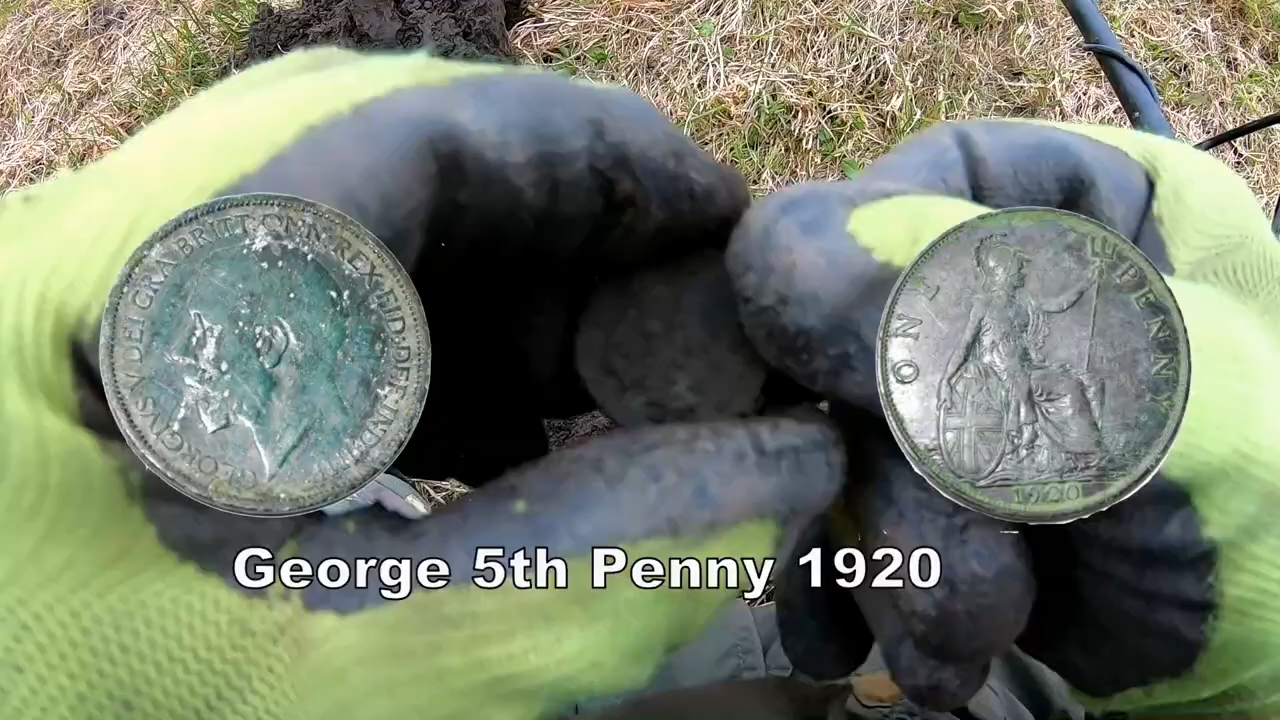 GEORGIVS V DEI GRA BRITT:OMN:REX FID:DEF:IND:IMP:
ONE PENNY
1920
George 5th Penny 1920